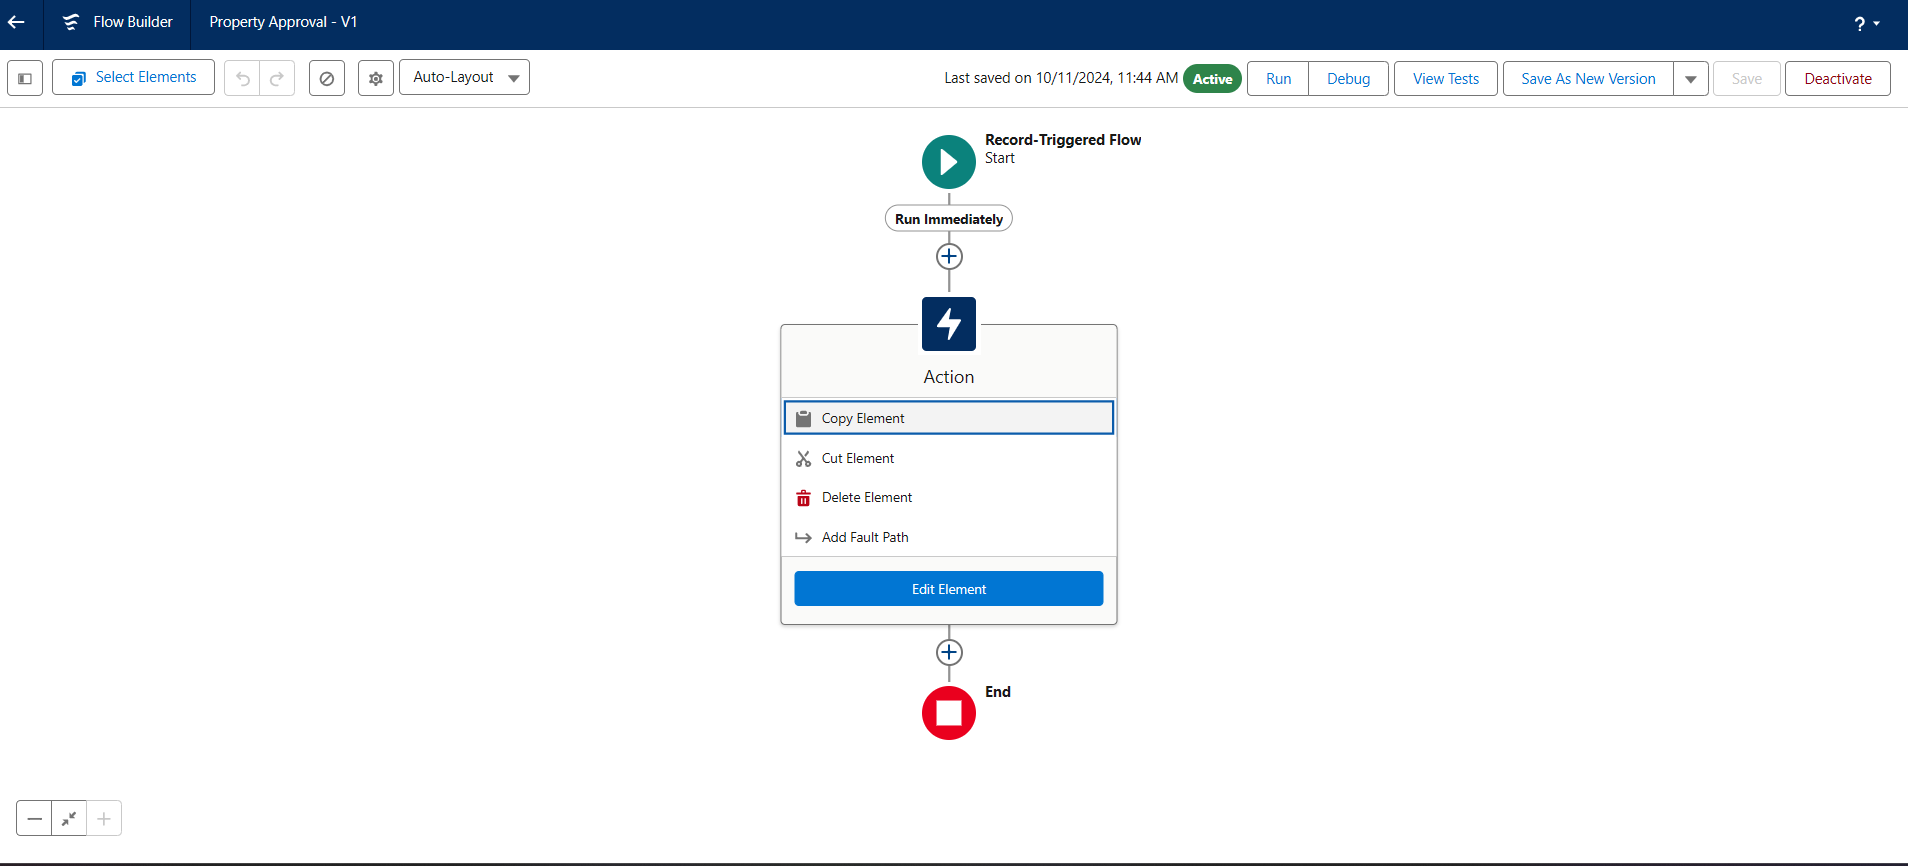 Flow Builder
Property Approval - V1
?
Select Elements
Auto-Layout
Last saved on 10/11/2024, 11:44 AM
Active
Run
Debug
View Tests
Save As New Version
Save
Deactivate
Record-Triggered Flow
Start
Run Immediately
Action
Copy Element
Cut Element
Delete Element
Add Fault Path
Edit Element
End